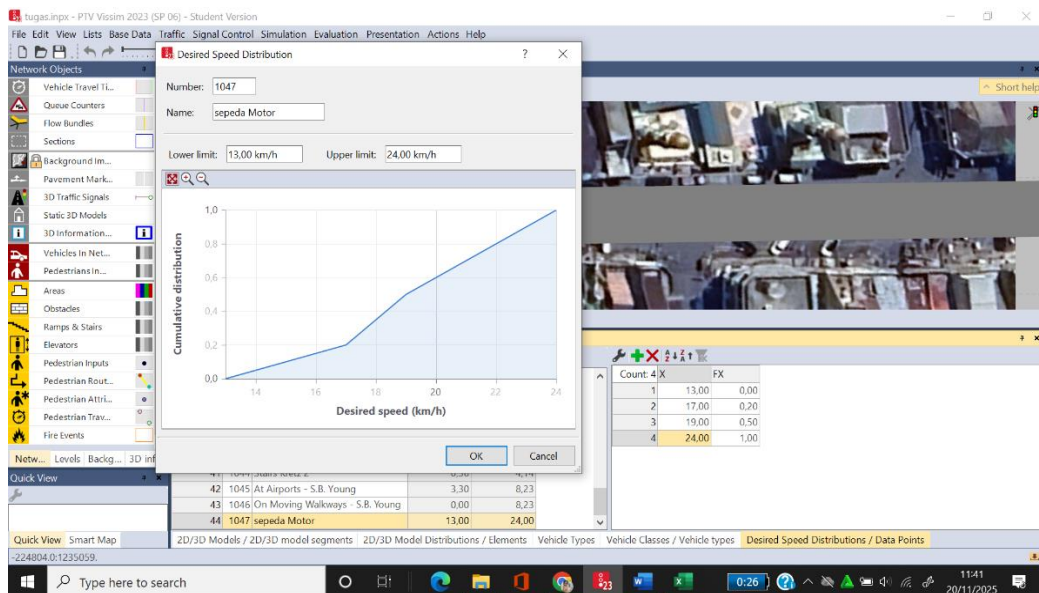 tugas.inpx - PTV Vissim 2023 (SP 06) - Student Version
File Edit View Lists Base Data Traffic Signal Control Simulation Evaluation Presentation Actions Help
Network Objects
Vehicle Travel Ti...
Queue Counters
Flow Bundles
Sections
Background Im...
Pavement Mark...
3D Traffic Signals
Static 3D Models
3D Information...
Vehicles In Net...
Pedestrians In...
Areas
Obstacles
Ramps & Stairs
Elevators
Pedestrian Inputs
Pedestrian Rout...
Pedestrian Attri...
Pedestrian Trav...
Fire Events
Netw... Levels Backg... 3D inf
Quick View
Quick View Smart Map
-224804.0:1235059.
Desired Speed Distribution ?
Number: 1047
Name: sepeda Motor
Lower limit: 13,00 km/h Upper limit: 24,00 km/h
Cumulative distribution
1,0
0,8
0,6
0,4
0,2
0,0
14 16 18 20 22 24
Desired speed (km/h)
OK Cancel
Short help
Count: 4 X FX
1 13,00 0,00
2 17,00 0,20
3 19,00 0,50
4 24,00 1,00
42 1045 At Airports - S.B. Young 3,30 8,23
43 1046 On Moving Walkways - S.B. Young 0,00 8,23
44 1047 sepeda Motor 13,00 24,00
2D/3D Models / 2D/3D model segments 2D/3D Model Distributions / Elements Vehicle Types Vehicle Classes / Vehicle types Desired Speed Distributions / Data Points
Type here to search
0:26
11:41
20/11/2025